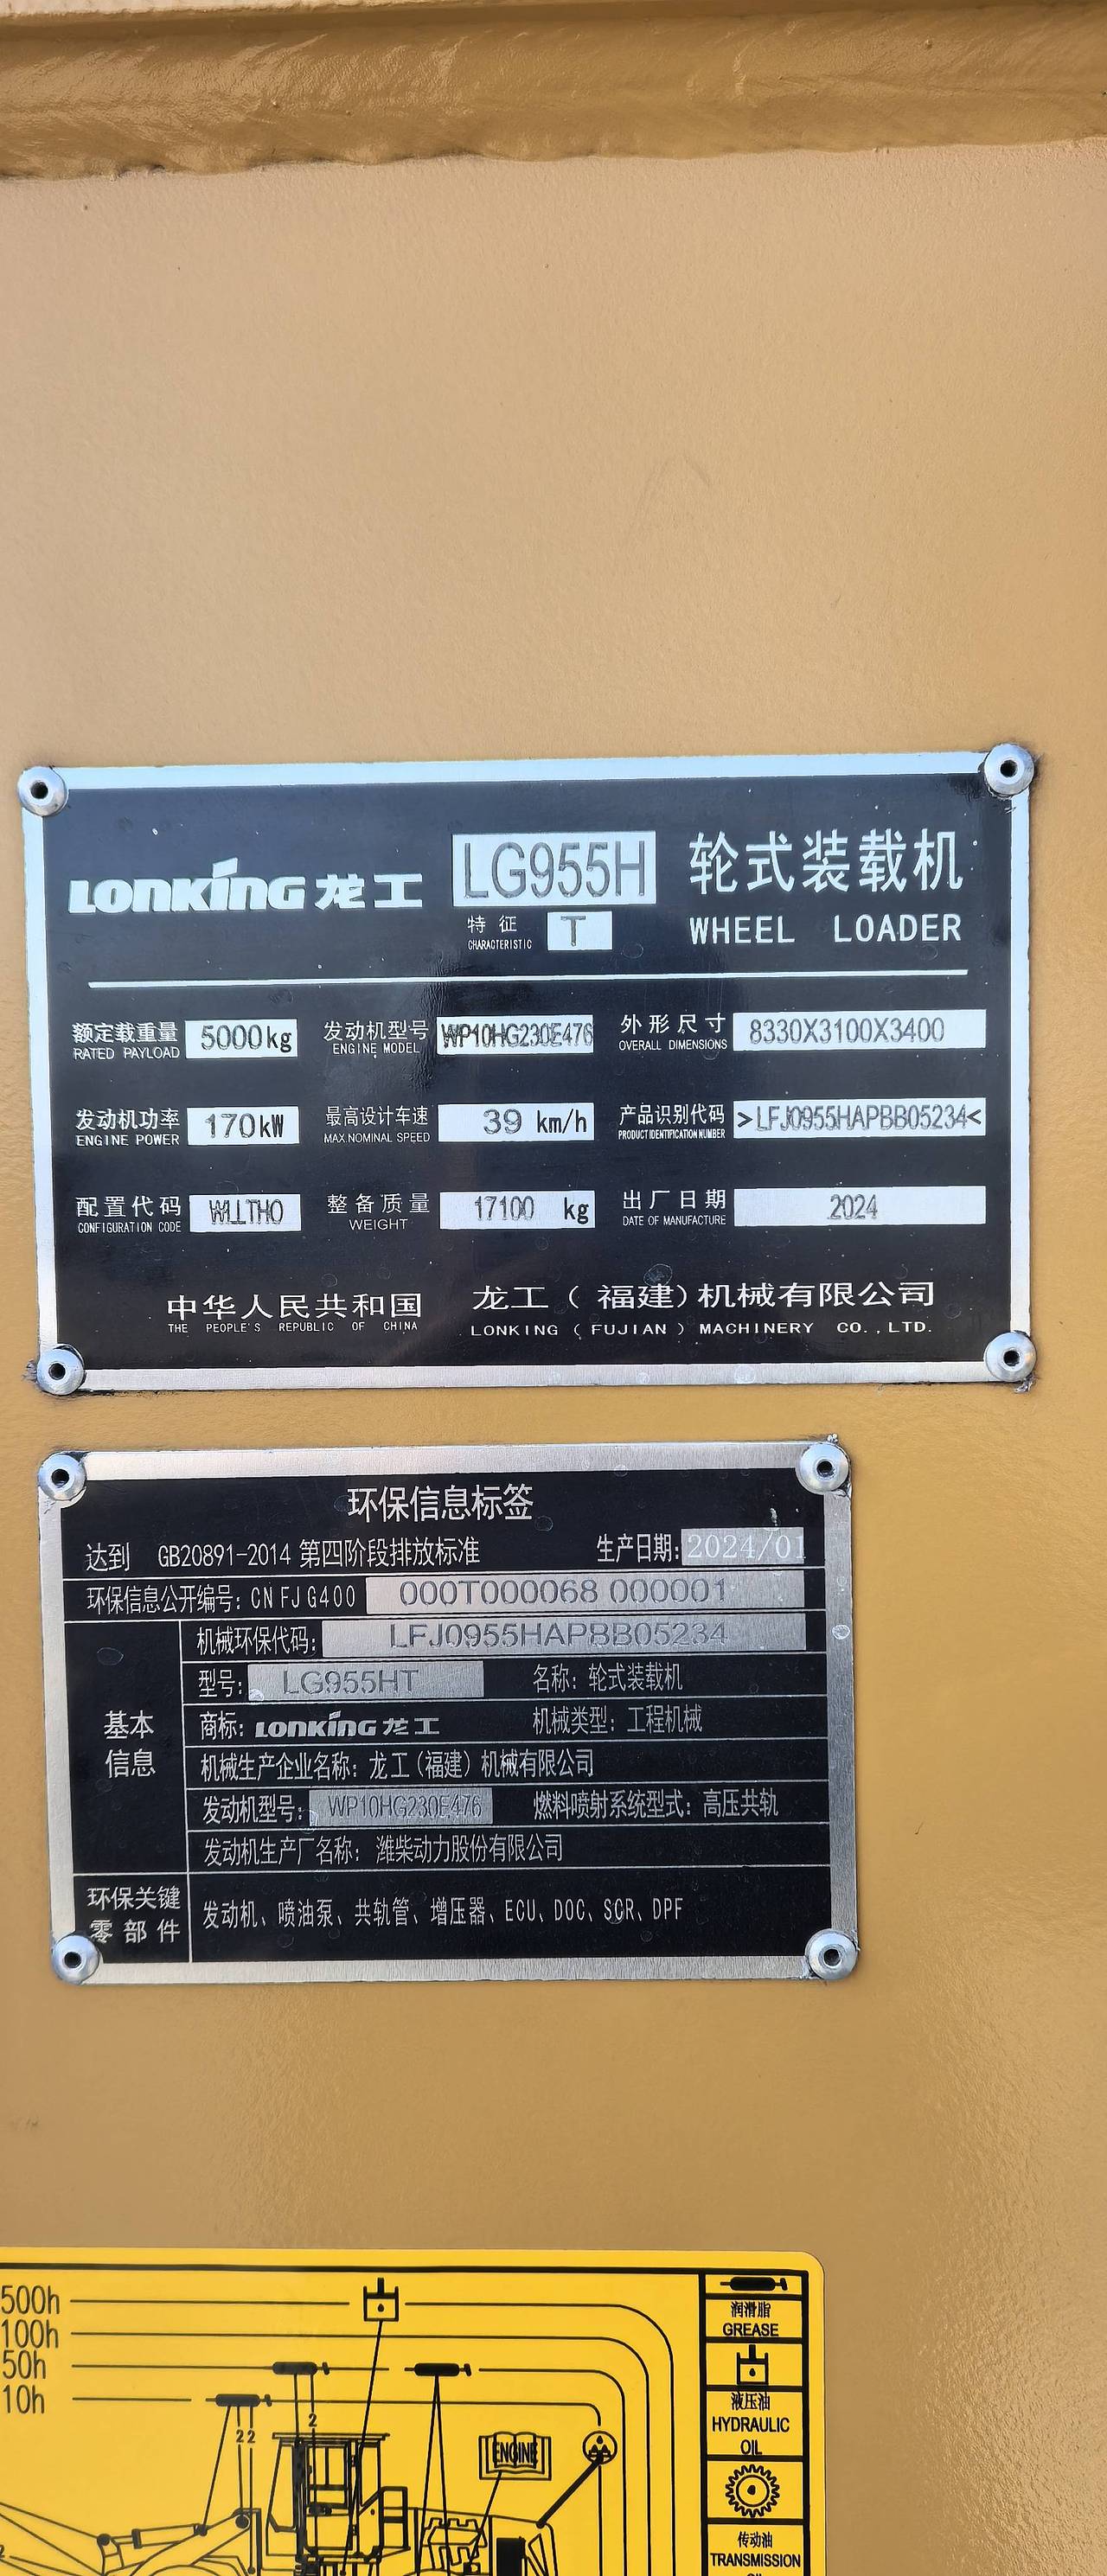 LONKING 龙工 LG955H 轮式装载机
特征 T WHEEL LOADER
CHARACTERISTIC
额定载重量 5000kg 发动机型号 WP10HG230E476 外形尺寸 8330X3100X3400
RATED PAYLOAD ENGINE MODEL OVERALL DIMENSIONS
发动机功率 170kW 最高设计车速 39 km/h 产品识别代码 >LFJ0955HAPBB05234<
ENGINE POWER MAX.NOMINAL SPEED PRODUCT IDENTIFICATION NUMBER
配置代码 整备质量 17100 kg 出厂日期 2024
CONFIGURATION CODE WEIGHT DATE OF MANUFACTURE
中华人民共和国 龙工（福建）机械有限公司
THE PEOPLE'S REPUBLIC OF CHINA LONKING ( FUJIAN ) MACHINERY CO.,LTD.
环保信息标签
达到 GB20891-2014 第四阶段排放标准 生产日期: 2024/01
环保信息公开编号: CN FJ G400 000T000068 000001
基本信息
机械环保代码: LFJ0955HAPBB05234
型号: LG955HT 名称: 轮式装载机
商标: LONKING 龙工 机械类型: 工程机械
机械生产企业名称: 龙工（福建）机械有限公司
发动机型号: WP10HG230E476 燃料喷射系统型式: 高压共轨
发动机生产厂名称: 潍柴动力股份有限公司
环保关键零部件
发动机、喷油泵、共轨管、增压器、ECU、DOC、SCR、DPF
500h
100h
50h
10h
2
2 2
ENGINE
润滑脂
GREASE
液压油
HYDRAULIC
OIL
传动油
TRANSMISSION